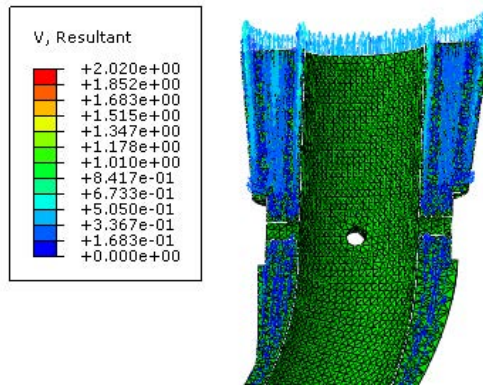 V, Resultant
+2.020e+00
+1.852e+00
+1.683e+00
+1.515e+00
+1.347e+00
+1.178e+00
+1.010e+00
+8.417e-01
+6.733e-01
+5.050e-01
+3.367e-01
+1.683e-01
+0.000e+00